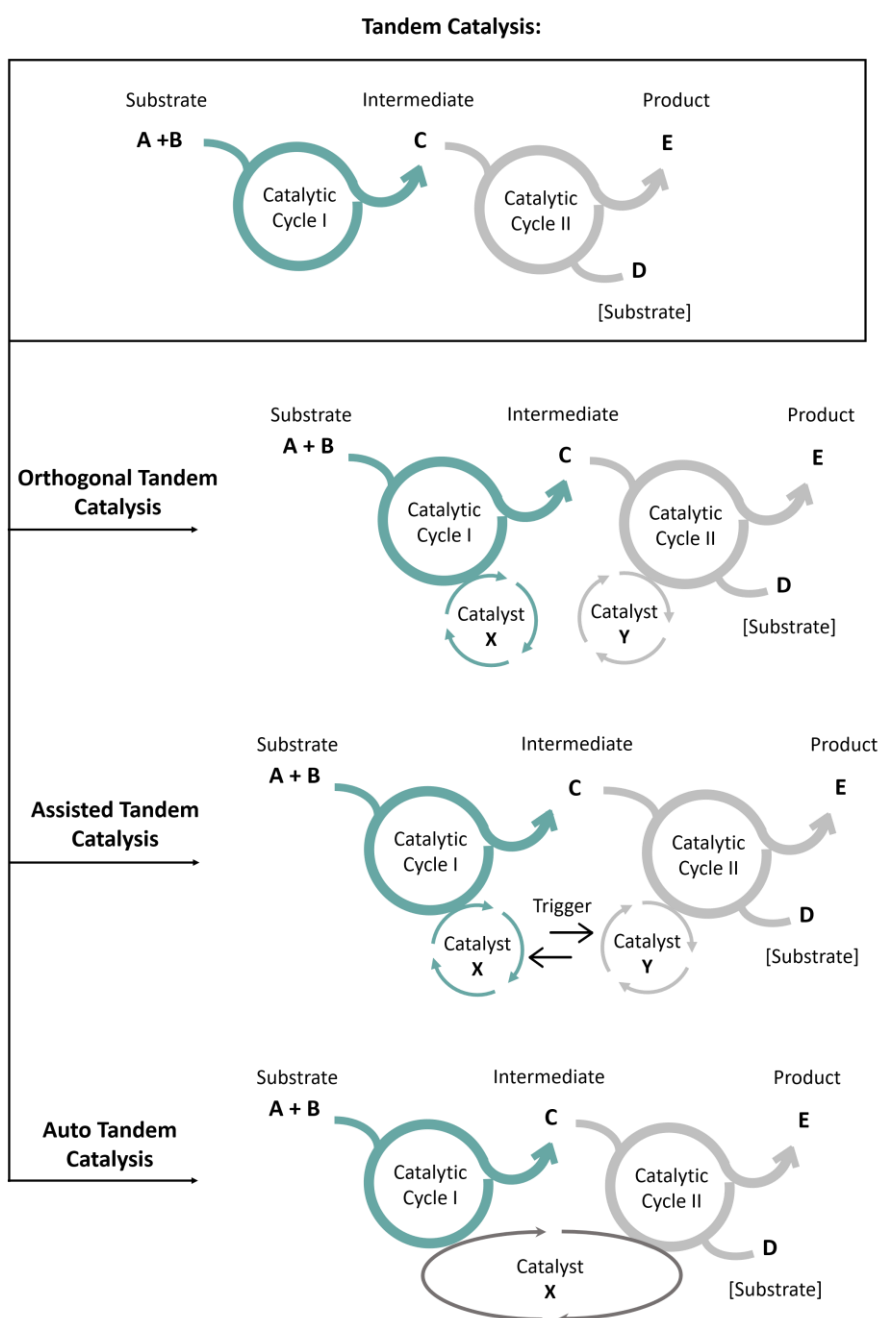 Tandem Catalysis:
Substrate
Intermediate
Product
A +B
C
E
Catalytic
Cycle I
Catalytic
Cycle II
D
[Substrate]
Substrate
Intermediate
Product
A + B
C
E
Orthogonal Tandem
Catalysis
Catalytic
Cycle I
Catalytic
Cycle II
D
Catalyst
X
Catalyst
Y
[Substrate]
Substrate
Intermediate
Product
A + B
C
E
Assisted Tandem
Catalysis
Catalytic
Cycle I
Catalytic
Cycle II
Trigger
D
Catalyst
X
Catalyst
Y
[Substrate]
Substrate
Intermediate
Product
A + B
C
E
Auto Tandem
Catalysis
Catalytic
Cycle I
Catalytic
Cycle II
D
Catalyst
X
[Substrate]